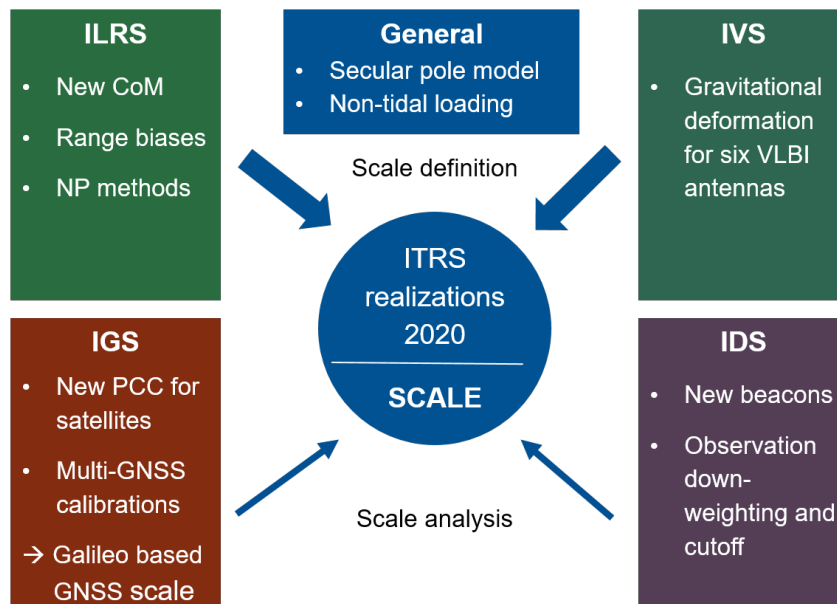 ILRS
• New CoM
• Range biases
• NP methods
General
• Secular pole model
• Non-tidal loading
IVS
• Gravitational
deformation
for six VLBI
antennas
Scale definition
ITRS
realizations
2020
SCALE
IGS
• New PCC for
satellites
• Multi-GNSS
calibrations
→ Galileo based
GNSS scale
Scale analysis
IDS
• New beacons
• Observation
down-
weighting and
cutoff